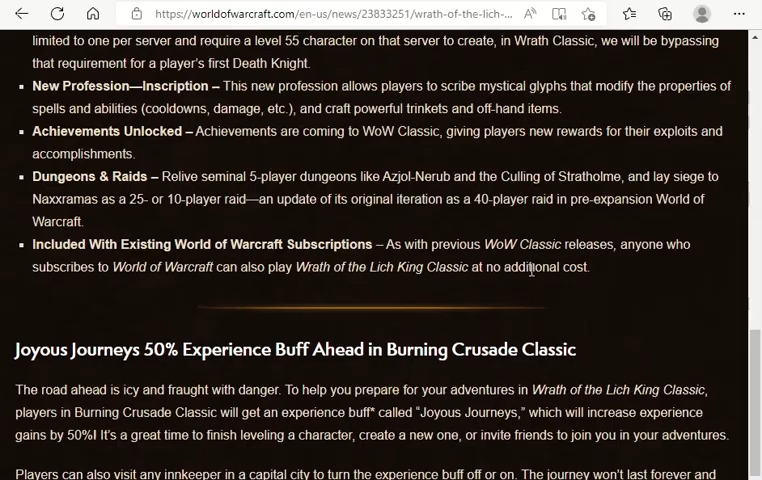 https://worldofwarcraft.com/en-us/news/23833251/wrath-of-the-lich-...
limited to one per server and require a level 55 character on that server to create, in Wrath Classic, we will be bypassing
that requirement for a player's first Death Knight.
New Profession—Inscription – This new profession allows players to scribe mystical glyphs that modify the properties of
spells and abilities (cooldowns, damage, etc.), and craft powerful trinkets and off-hand items.
Achievements Unlocked – Achievements are coming to WoW Classic, giving players new rewards for their exploits and
accomplishments.
Dungeons & Raids – Relive seminal 5-player dungeons like Azjol-Nerub and the Culling of Stratholme, and lay siege to
Naxxramas as a 25- or 10-player raid—an update of its original iteration as a 40-player raid in pre-expansion World of
Warcraft.
Included With Existing World of Warcraft Subscriptions – As with previous WoW Classic releases, anyone who
subscribes to World of Warcraft can also play Wrath of the Lich King Classic at no additional cost.
Joyous Journeys 50% Experience Buff Ahead in Burning Crusade Classic
The road ahead is icy and fraught with danger. To help you prepare for your adventures in Wrath of the Lich King Classic,
players in Burning Crusade Classic will get an experience buff* called “Joyous Journeys,” which will increase experience
gains by 50%! It's a great time to finish leveling a character, create a new one, or invite friends to join you in your adventures.
Players can also visit any innkeeper in a capital city to turn the experience buff off or on. The journey won't last forever and